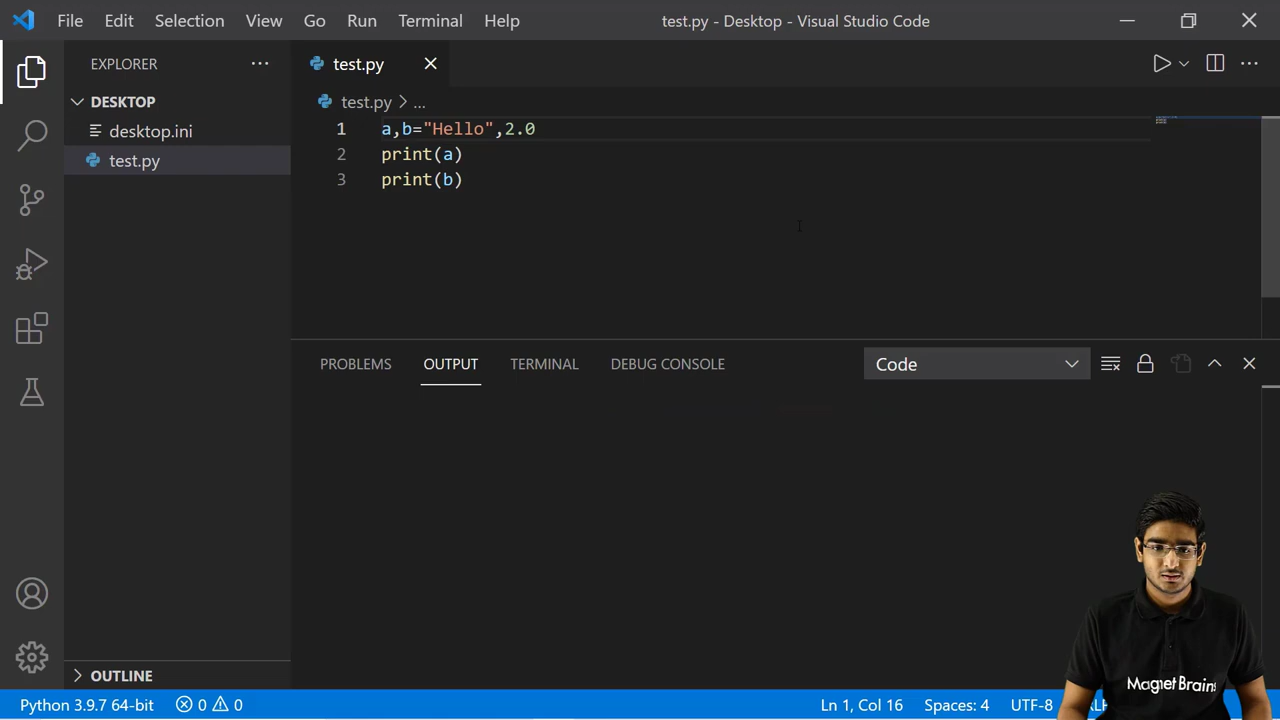 File Edit Selection View Go Run Terminal Help test.py - Desktop - Visual Studio Code
EXPLORER
DESKTOP
desktop.ini
test.py
OUTLINE
test.py
test.py > ...
1 a,b="Hello",2.0
2 print(a)
3 print(b)
PROBLEMS OUTPUT TERMINAL DEBUG CONSOLE Code
Magnet Brains
Python 3.9.7 64-bit 0 0 Ln 1, Col 16 Spaces: 4 UTF-8